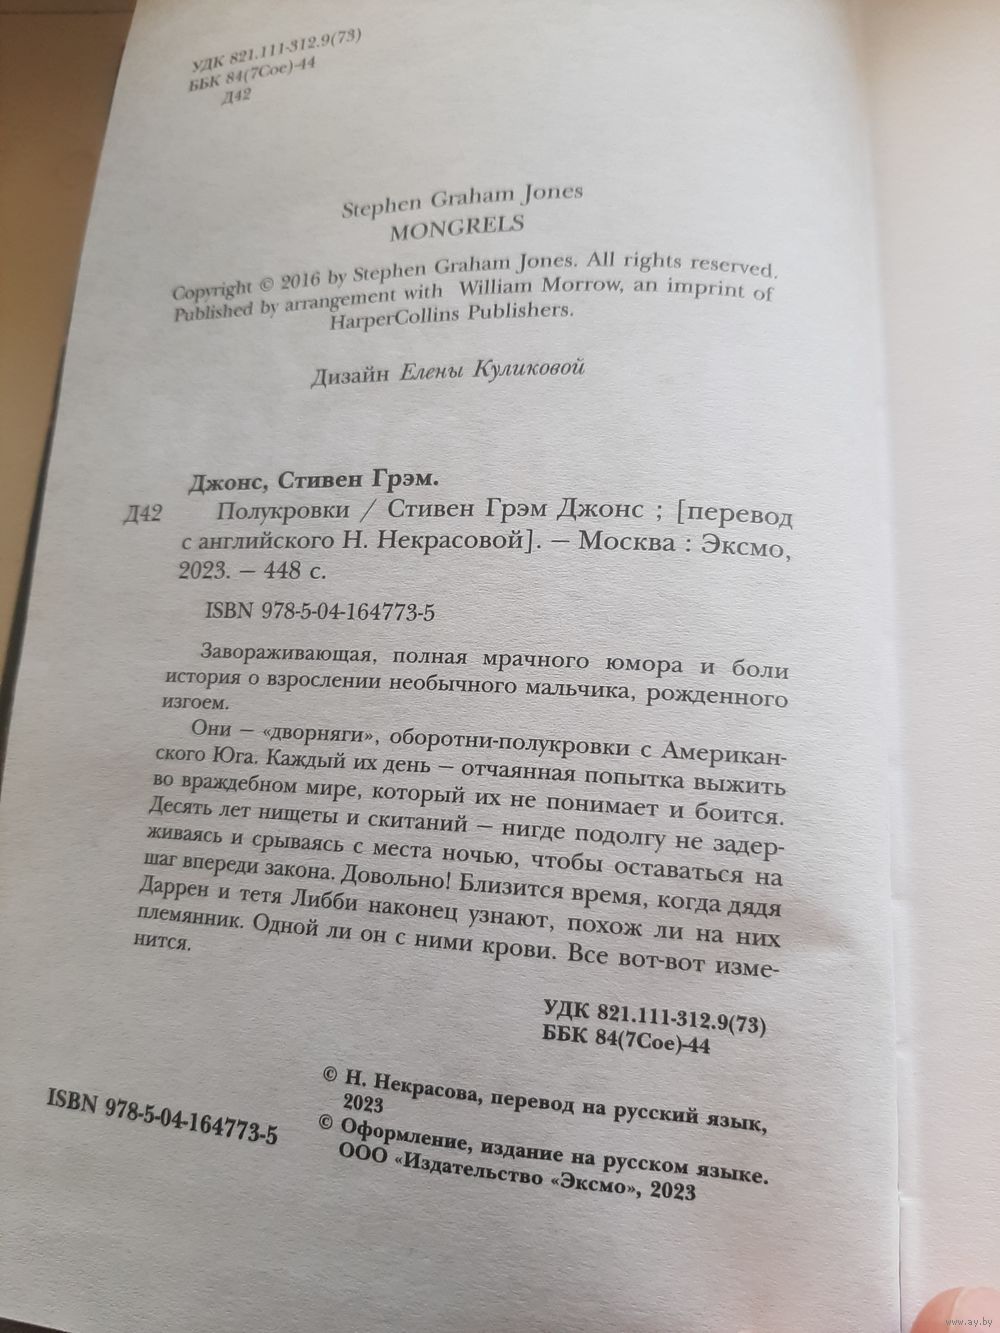 УДК 821.111-312.9(73)
ББК 84(7Сое)-44
Д42
Stephen Graham Jones
MONGRELS
Copyright © 2016 by Stephen Graham Jones. All rights reserved.
Published by arrangement with William Morrow, an imprint of
HarperCollins Publishers.
Дизайн Елены Куликовой
Джонс, Стивен Грэм.
Д42 Полукровки / Стивен Грэм Джонс ; [перевод
с английского Н. Некрасовой]. — Москва : Эксмо,
2023. — 448 с.
ISBN 978-5-04-164773-5
Завораживающая, полная мрачного юмора и боли
история о взрослении необычного мальчика, рожденного
изгоем.
Они — «дворняги», оборотни-полукровки с Американ-
ского Юга. Каждый их день — отчаянная попытка выжить
во враждебном мире, который их не понимает и боится.
Десять лет нищеты и скитаний — нигде подолгу не задер-
живаясь и срываясь с места ночью, чтобы оставаться на
шаг впереди закона. Довольно! Близится время, когда дядя
Даррен и тетя Либби наконец узнают, похож ли на них
племянник. Одной ли он с ними крови. Все вот-вот изме-
нится.
УДК 821.111-312.9(73)
ББК 84(7Сое)-44
© Н. Некрасова, перевод на русский язык,
2023
© Оформление, издание на русском языке.
ООО «Издательство «Эксмо», 2023
ISBN 978-5-04-164773-5
www.ay.by